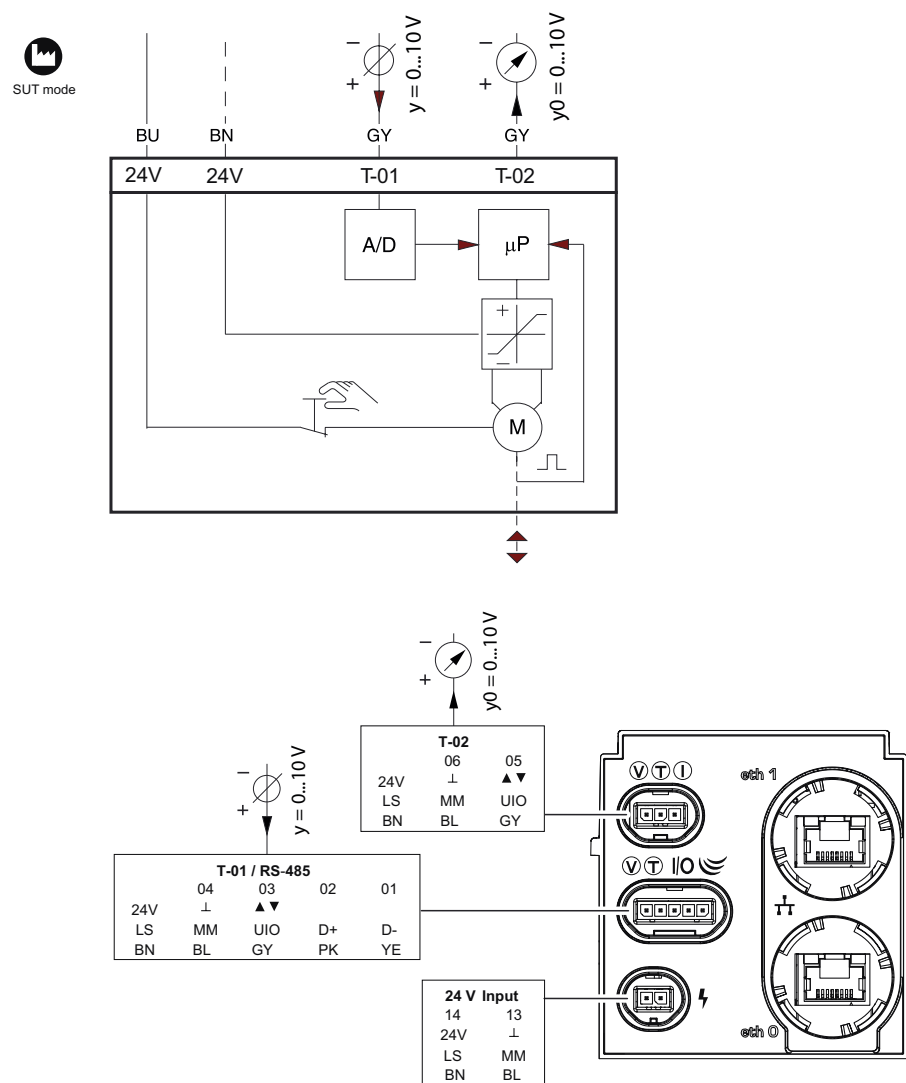 SUT mode
y = 0...10 V
y0 = 0...10 V
BU BN GY GY
24V 24V T-01 T-02
A/D
µP
+
–
M
y0 = 0...10 V
– +
T-02
06 05
24V ⊥ ▲▼
LS MM UIO
BN BL GY
y = 0...10 V
– +
T-01 / RS-485
04 03 02 01
24V ⊥ ▲▼
LS MM UIO D+ D-
BN BL GY PK YE
24 V Input
14 13
24V ⊥
LS MM
BN BL
V T I
eth 1
V T I/O
eth 0